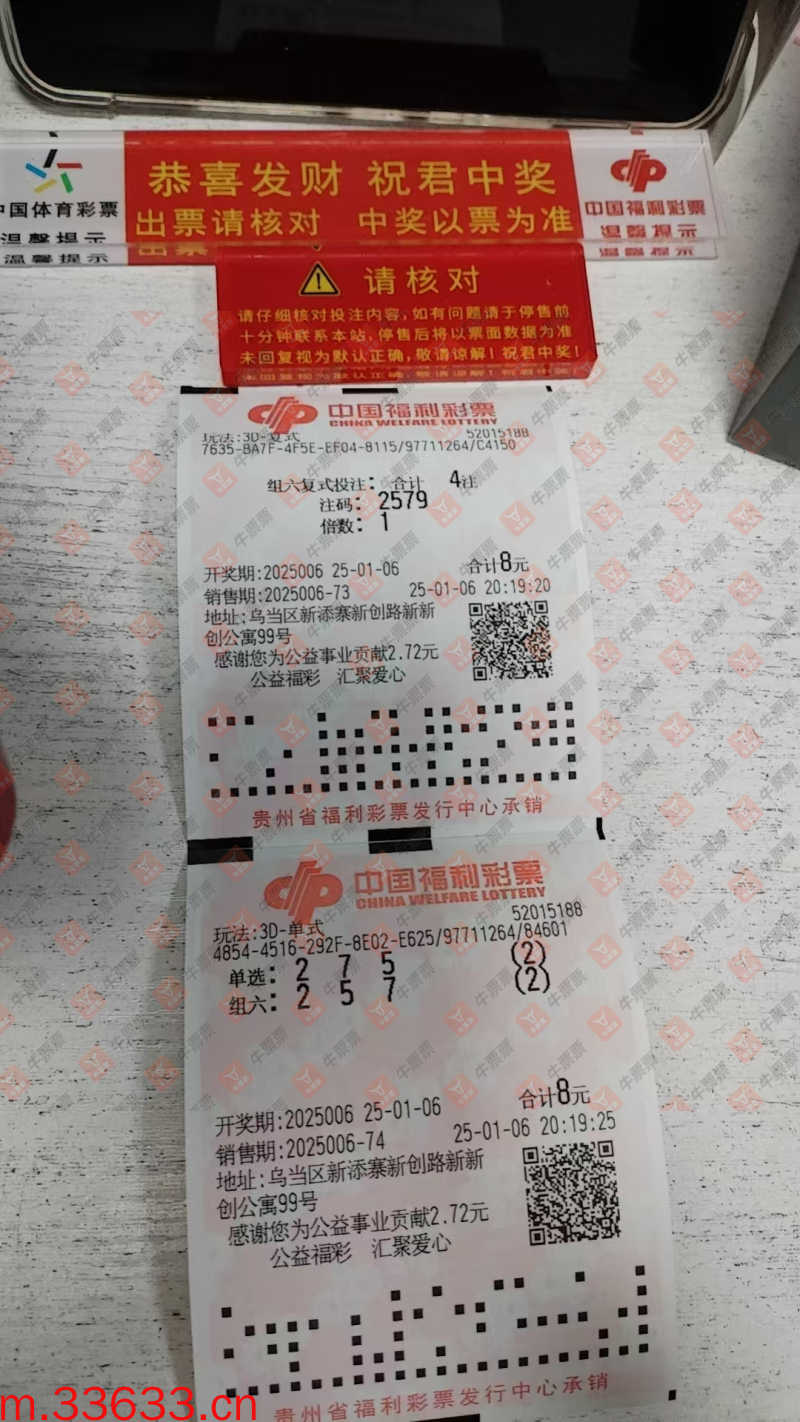 恭喜发财 祝君中奖
出票请核对 中奖以票为准
中国体育彩票
温馨提示
温馨提示
中国福利彩票
温馨提示
温馨提示
出票
请核对
请仔细核对投注内容,如有问题请于停售前
十分钟联系本站,停售后将以票面数据为准
未回复视为默认正确,敬请谅解!祝君中奖!
中国福利彩票
CHINA WELFARE LOTTERY
玩法:3D-复式 52015188
7635-BA7F-4F5E-EF04-8115/97711264/C4150
组六复式投注: 合计 4注
注码: 2579
倍数: 1
开奖期:2025006 25-01-06 合计8元
销售期:2025006-73 25-01-06 20:19:20
地址:乌当区新添寨新创路新新
创公寓99号
感谢您为公益事业贡献2.72元
公益福彩 汇聚爱心
贵州省福利彩票发行中心承销
中国福利彩票
CHINA WELFARE LOTTERY
玩法:3D-单式 52015188
4854-4516-292F-8E02-E625/97711264/84601
单选: 2 7 5 (2)
组六: 2 5 7 (2)
开奖期:2025006 25-01-06 合计8元
销售期:2025006-74 25-01-06 20:19:25
地址:乌当区新添寨新创路新新
创公寓99号
感谢您为公益事业贡献2.72元
公益福彩 汇聚爱心
贵州省福利彩票发行中心承销
m.33633.cn
牛票票